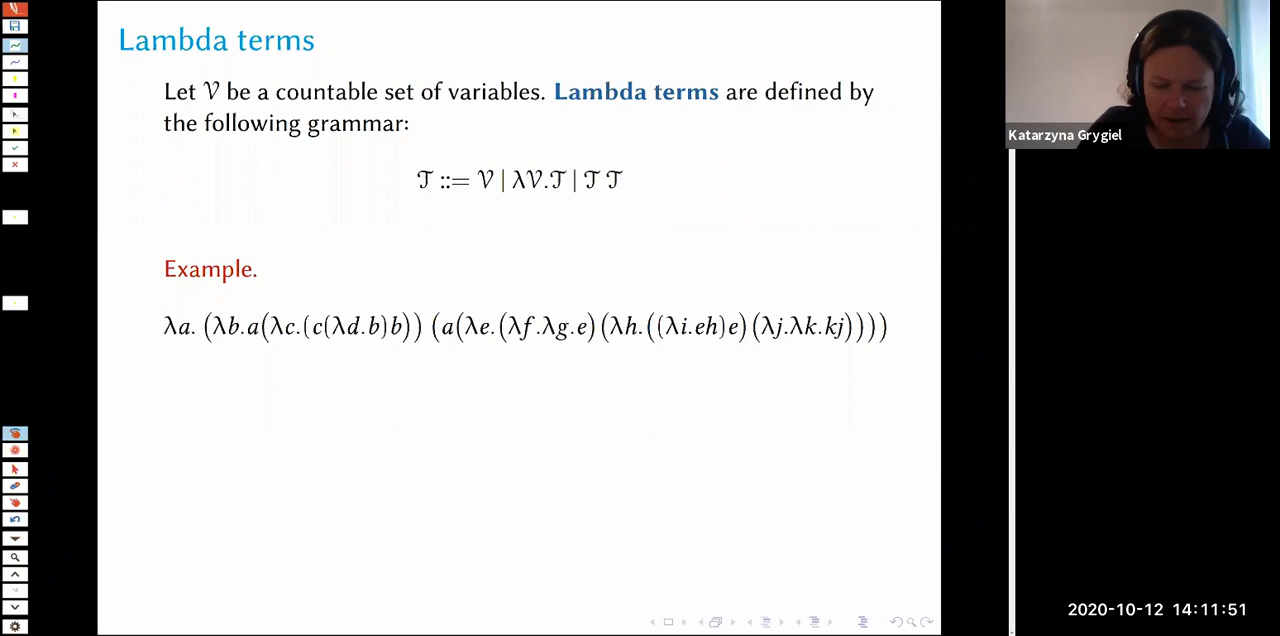 Lambda terms
Let 𝒱 be a countable set of variables. Lambda terms are defined by
the following grammar:
𝒯 ::= 𝒱 | λ𝒱.𝒯 | 𝒯 𝒯
Example.
λa. (λb.a(λc.(c(λd.b)b)) (a(λe.(λf.λg.e)(λh.((λi.eh)e)(λj.λk.kj))))
Katarzyna Grygiel
2020-10-12 14:11:51